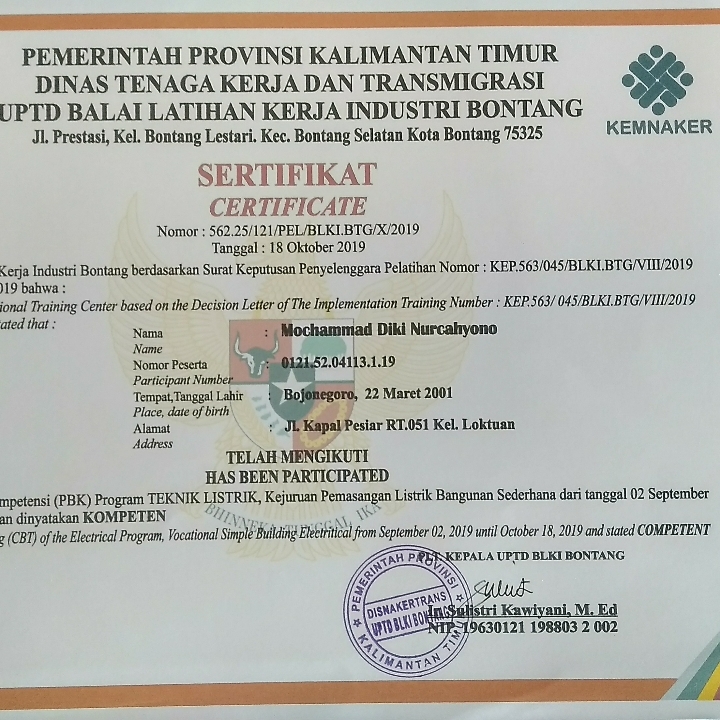 PEMERINTAH PROVINSI KALIMANTAN TIMUR
DINAS TENAGA KERJA DAN TRANSMIGRASI
UPTD BALAI LATIHAN KERJA INDUSTRI BONTANG
Jl. Prestasi, Kel. Bontang Lestari. Kec. Bontang Selatan Kota Bontang 75325
KEMNAKER
SERTIFIKAT
CERTIFICATE
Nomor : 562.25/121/PEL/BLKI.BTG/X/2019
Tanggal : 18 Oktober 2019
Kerja Industri Bontang berdasarkan Surat Keputusan Penyelenggara Pelatihan Nomor : KEP.563/045/BLKI.BTG/VIII/2019
019 bahwa :
ional Training Center based on the Decision Letter of The Implementation Training Number : KEP.563/ 045/BLKI.BTG/VIII/2019
ated that :
Nama : Mochammad Diki Nurcahyono
Name
Nomor Peserta : 0121.52.04113.1.19
Participant Number
Tempat,Tanggal Lahir : Bojonegoro, 22 Maret 2001
Place, date of birth
Alamat : Jl. Kapal Pesiar RT.051 Kel. Loktuan
Address
TELAH MENGIKUTI
HAS BEEN PARTICIPATED
mpetensi (PBK) Program TEKNIK LISTRIK, Kejuruan Pemasangan Listrik Bangunan Sederhana dari tanggal 02 September
an dinyatakan KOMPETEN
BHINNEKA TUNGGAL IKA
g (CBT) of the Electrical Program, Vocational Simple Building Electritical from September 02, 2019 until October 18, 2019 and stated COMPETENT
PLT. KEPALA UPTD BLKI BONTANG
PEMERINTAH PROVINSI
DISNAKERTRANS
UPTD BLKI BONTANG
KALIMANTAN TIMUR
Ir. Sulistri Kawiyani, M. Ed
NIP. 19630121 198803 2 002